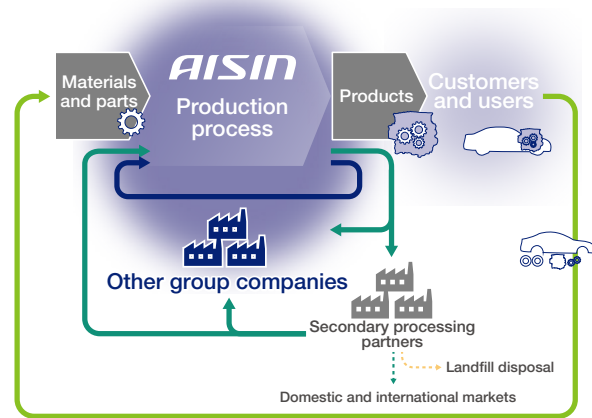 Materials
and parts
AISIN
Production
process
Products
Customers
and users
Other group companies
Secondary processing
partners
Landfill disposal
Domestic and international markets